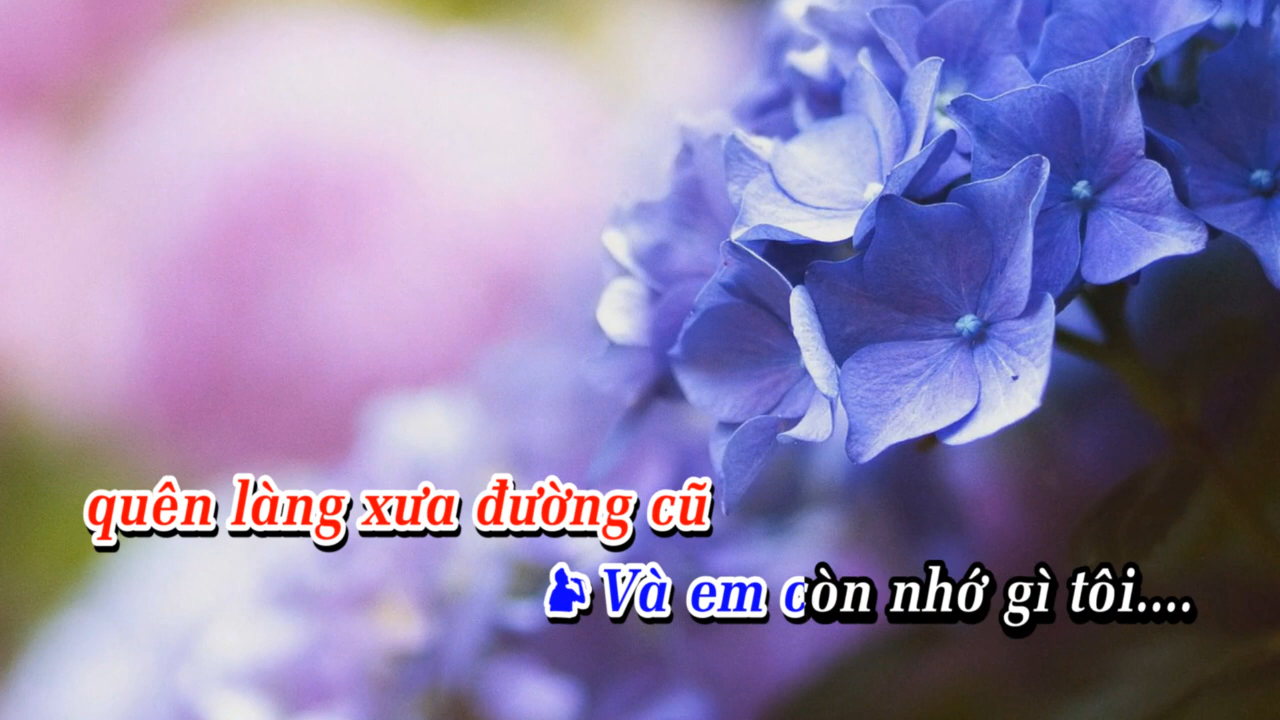 quên làng xưa đường cũ
Và em còn nhớ gì tôi....